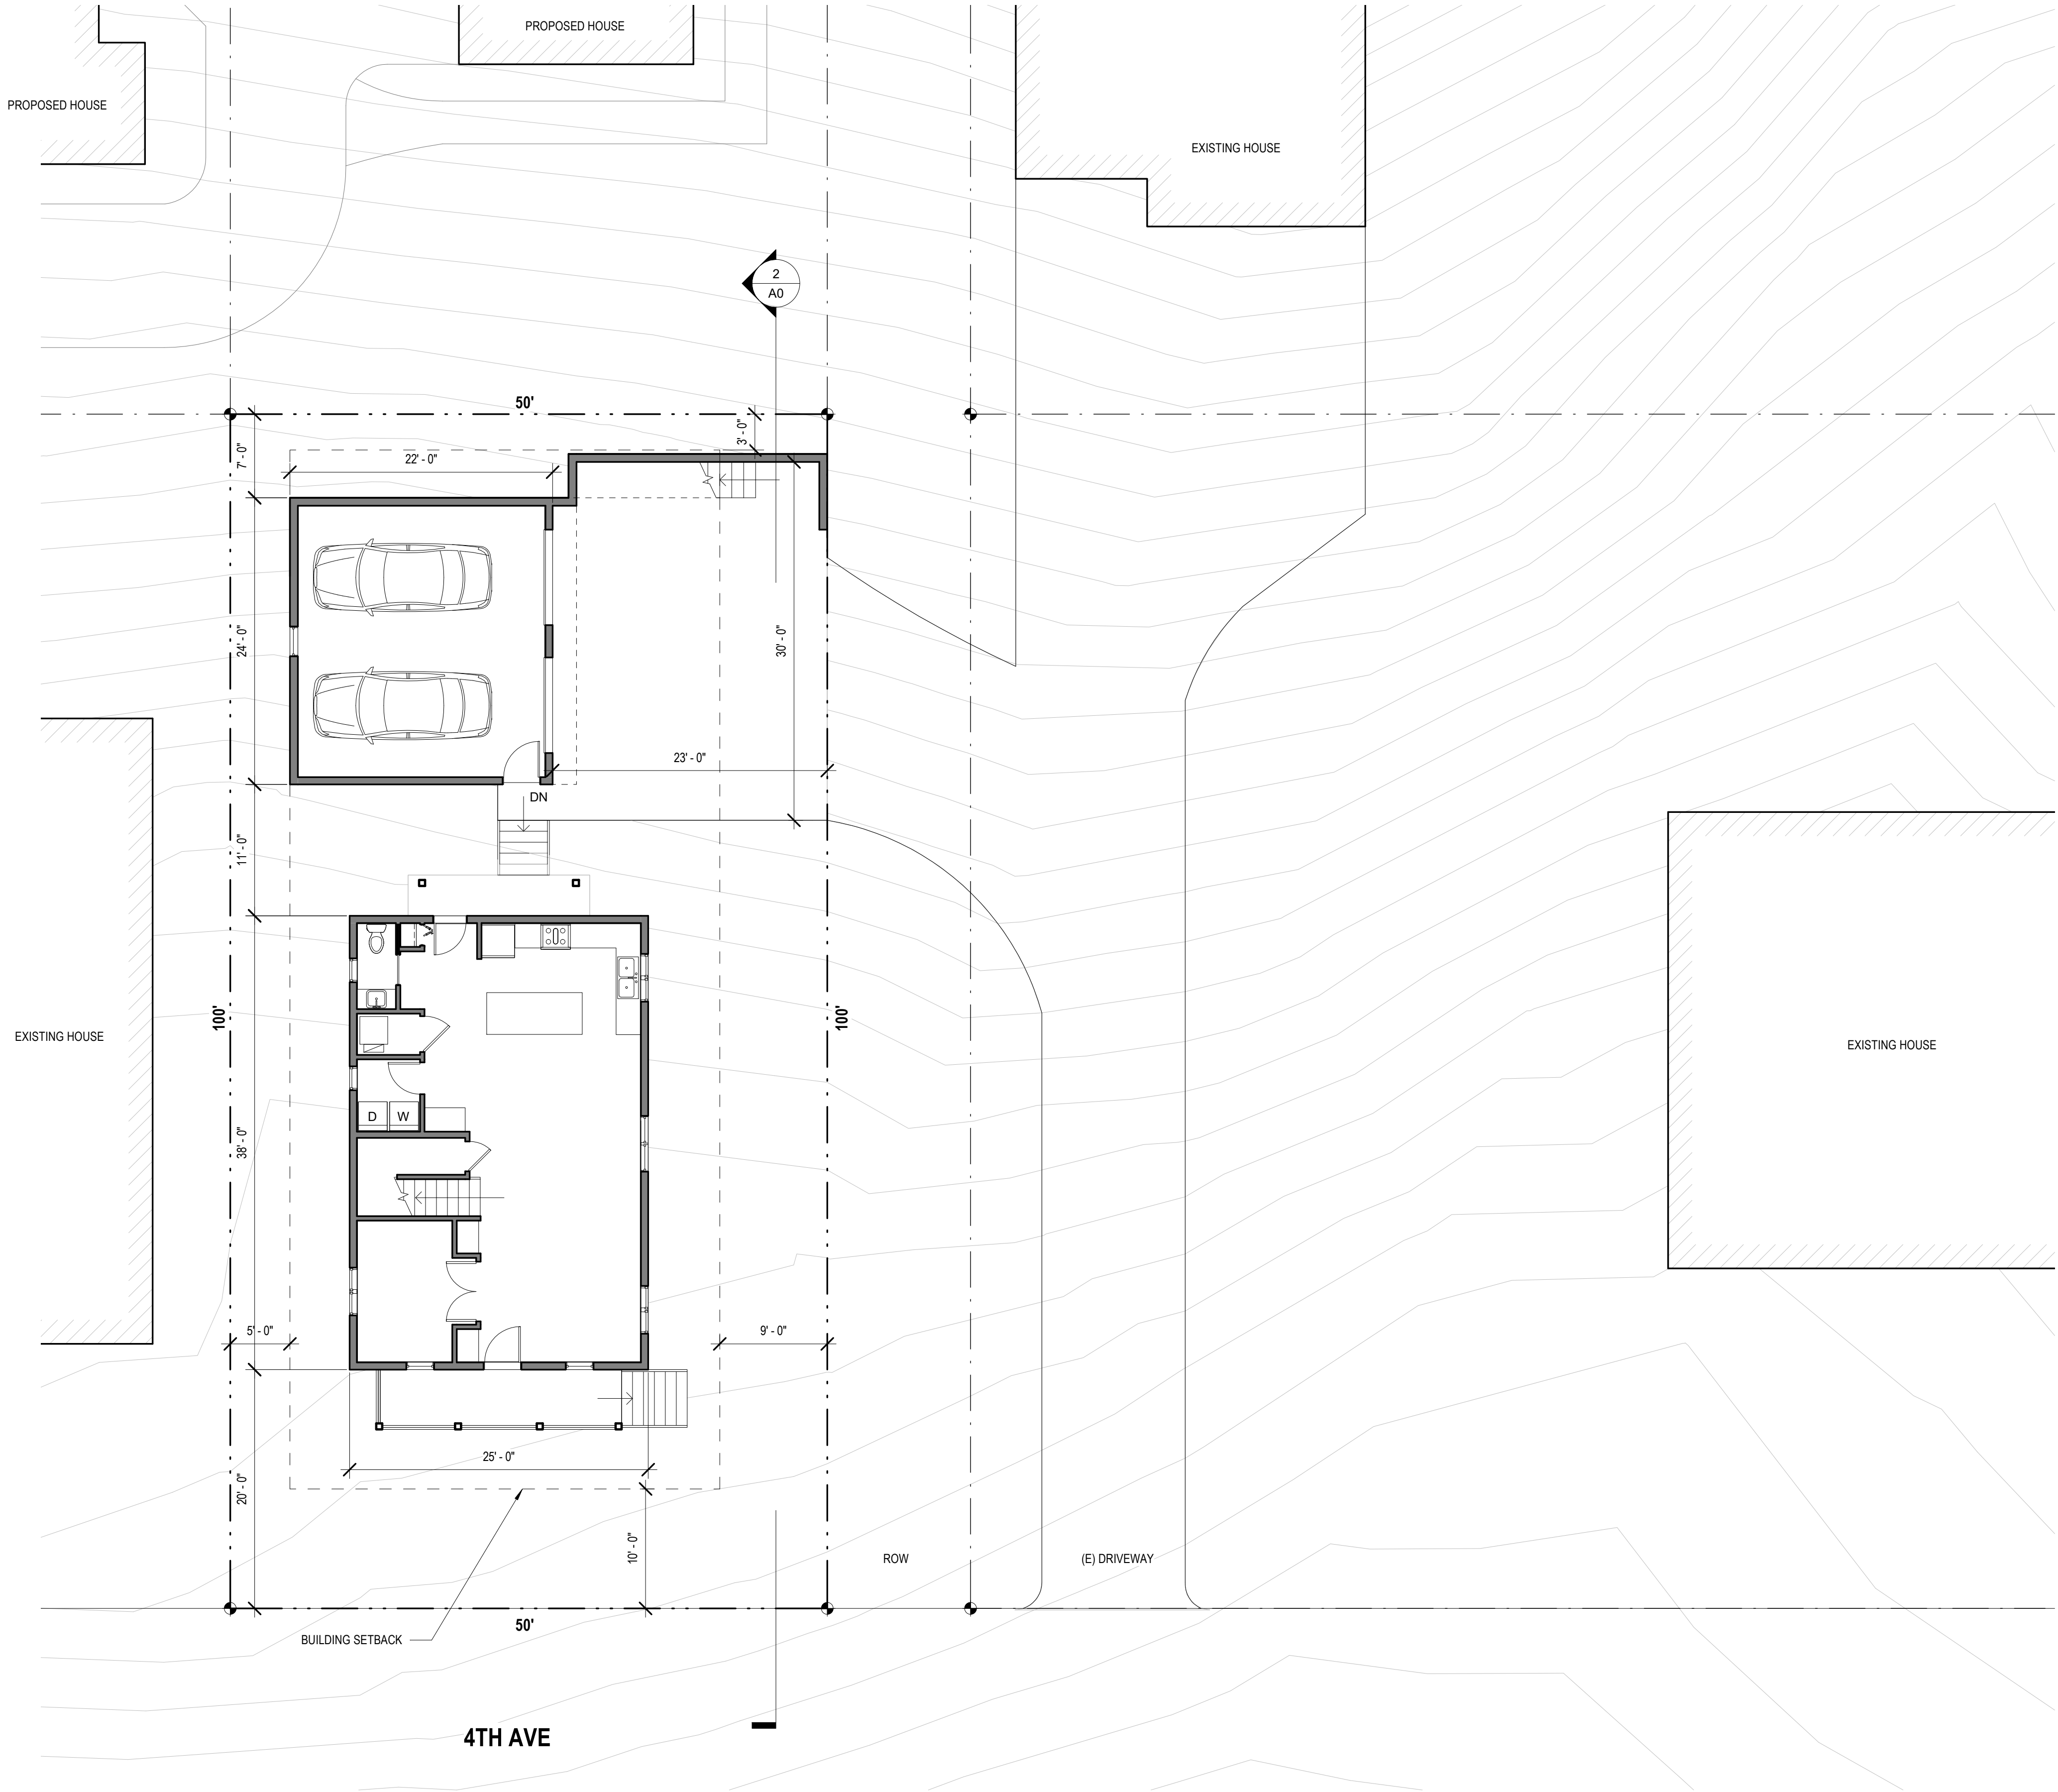 PROPOSED HOUSE
PROPOSED HOUSE
EXISTING HOUSE
2
A0
50'
3' - 0"
7' - 0"
22' - 0"
24' - 0"
30' - 0"
23' - 0"
DN
11' - 0"
100'
100'
EXISTING HOUSE
EXISTING HOUSE
D
W
38' - 0"
5' - 0"
9' - 0"
25' - 0"
20' - 0"
10' - 0"
ROW
(E) DRIVEWAY
50'
BUILDING SETBACK
4TH AVE